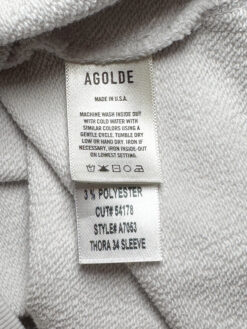 AGOLDE
MADE IN U.S.A.
MACHINE WASH INSIDE OUT
WITH COLD WATER WITH
SIMILAR COLORS USING A
GENTLE CYCLE. TUMBLE DRY
LOW OR HAND DRY. IRON IF
NECESSARY, IRON INSIDE-OUT
ON LOWEST SETTING.
3 % POLYESTER
CUT# 54178
STYLE# A7063
THORA 34 SLEEVE